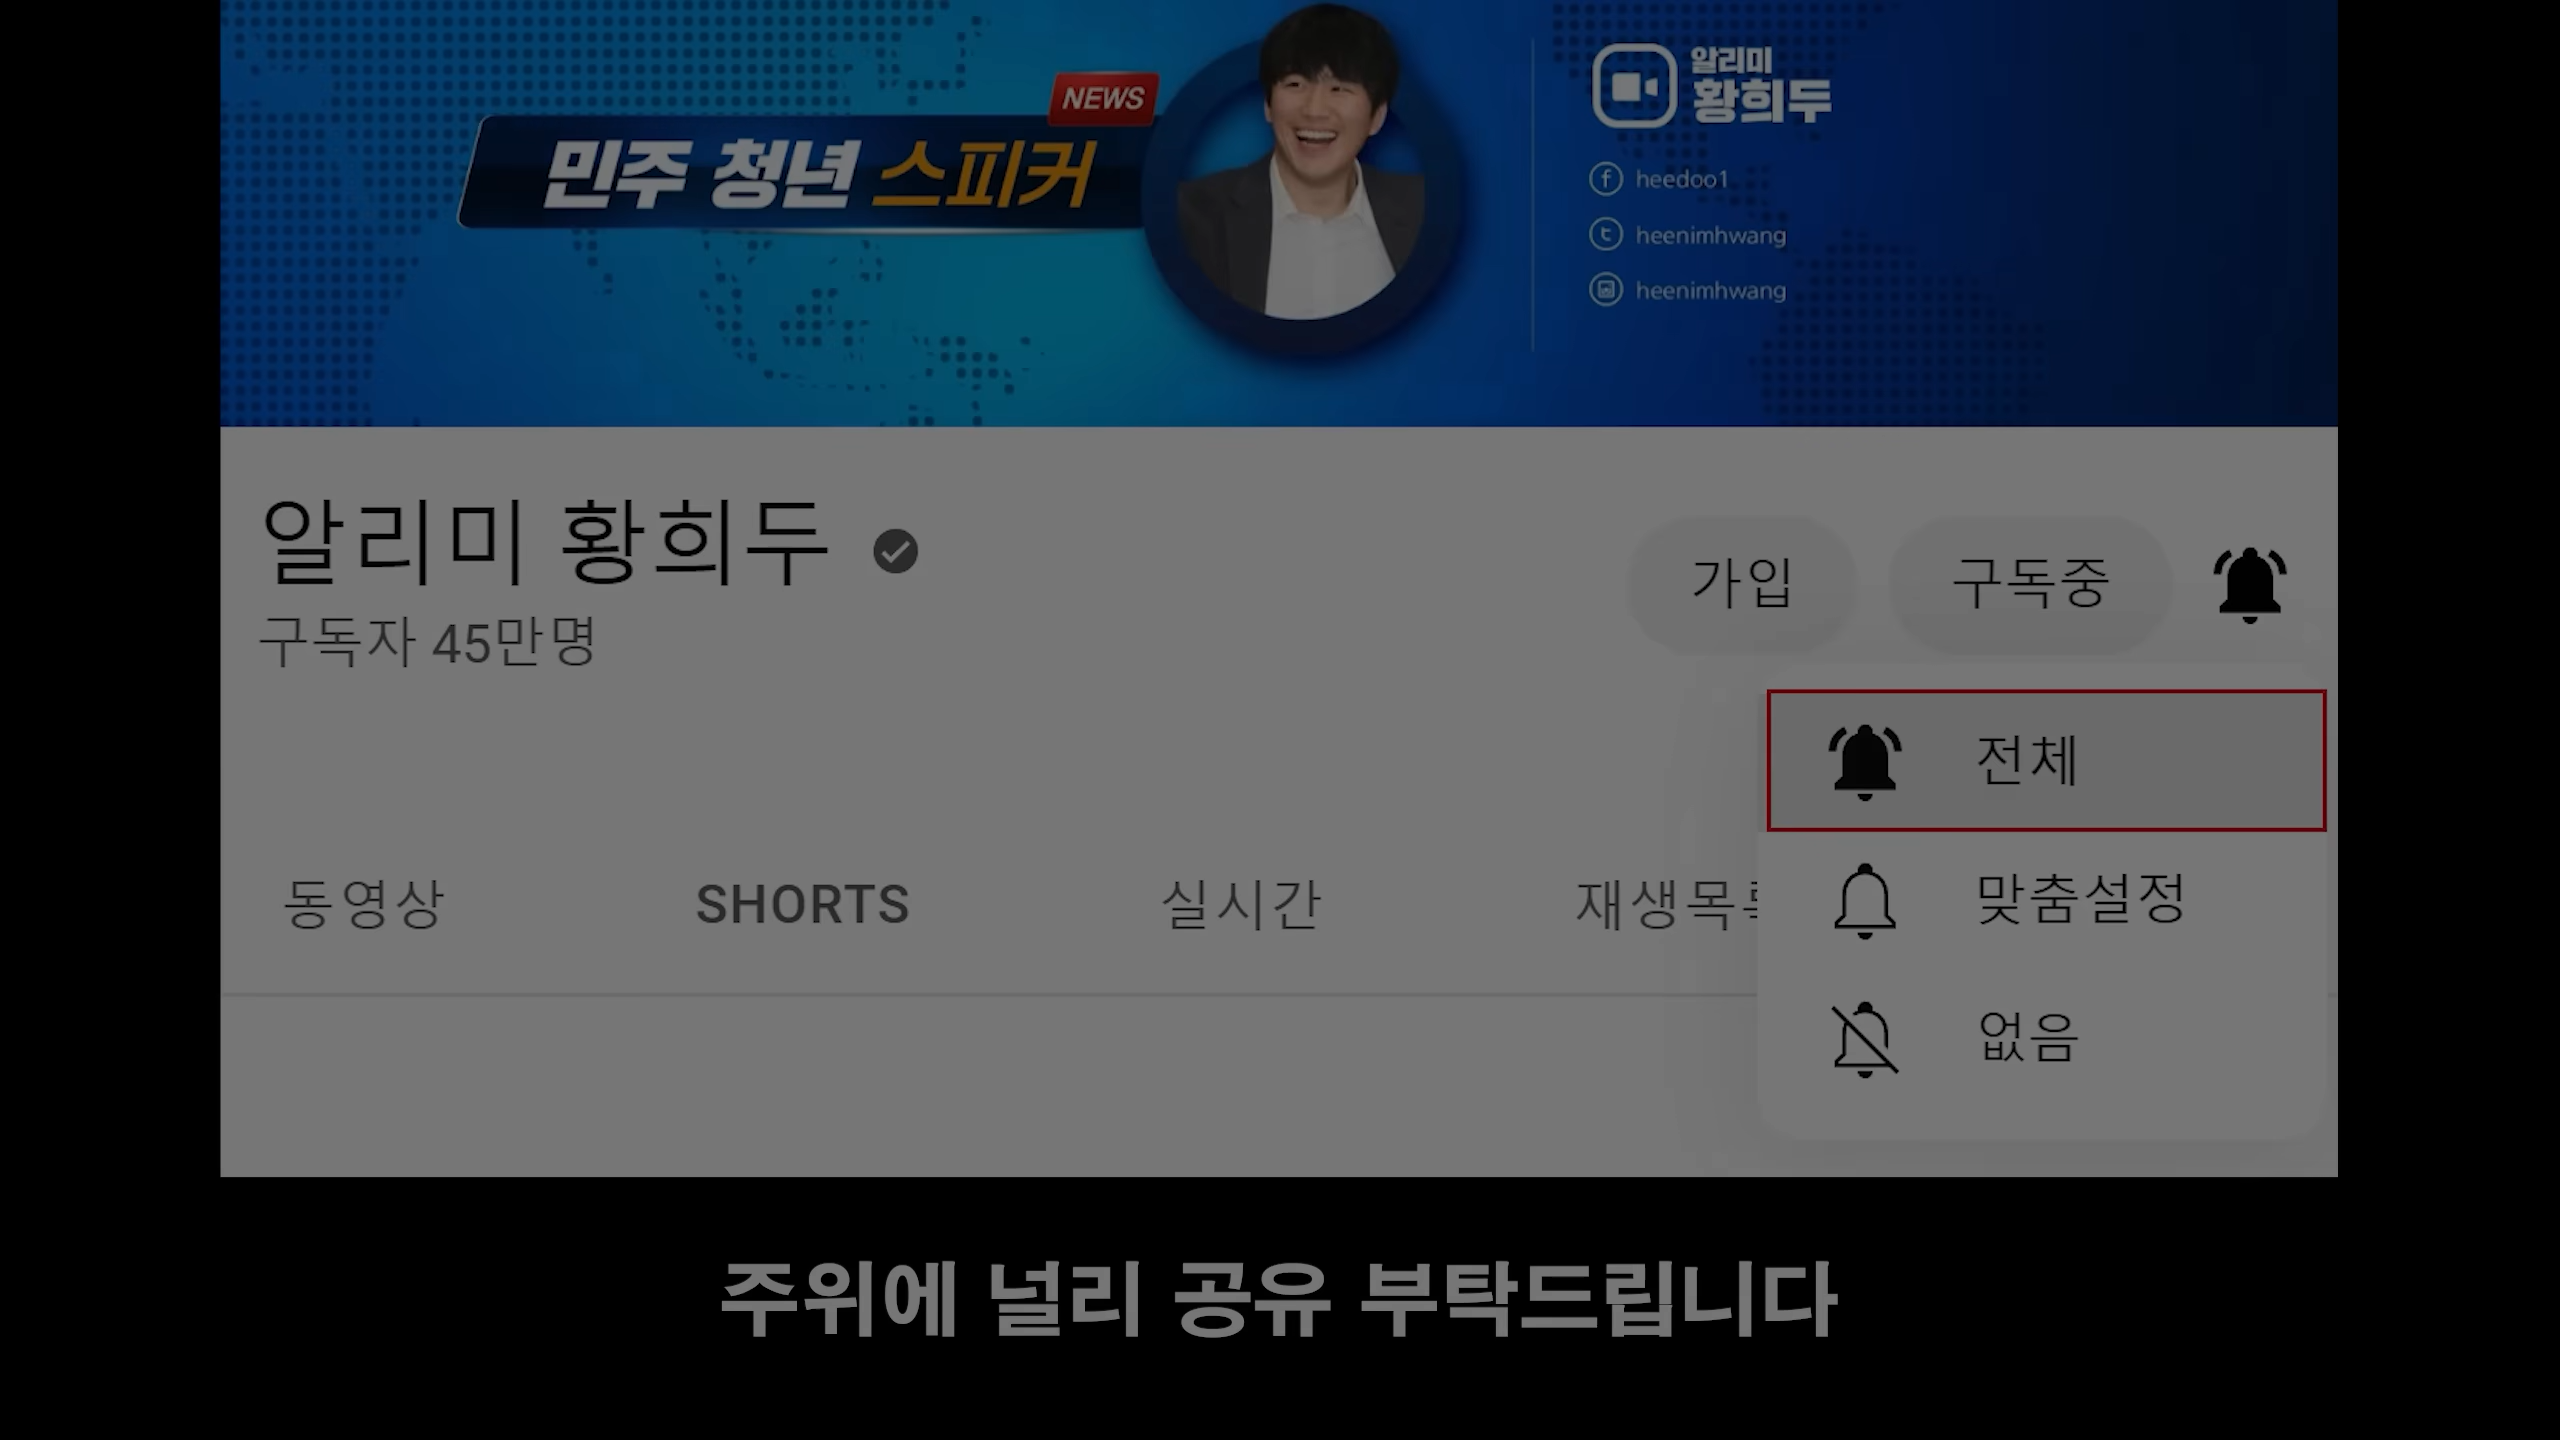 NEWS
민주 청년 스피커
알리미
황희두
heedoo1
heenimhwang
heenimhwang
알리미 황희두
구독자 45만명
가입
구독중
전체
맞춤설정
없음
동영상
SHORTS
실시간
재생목
주위에 널리 공유 부탁드립니다